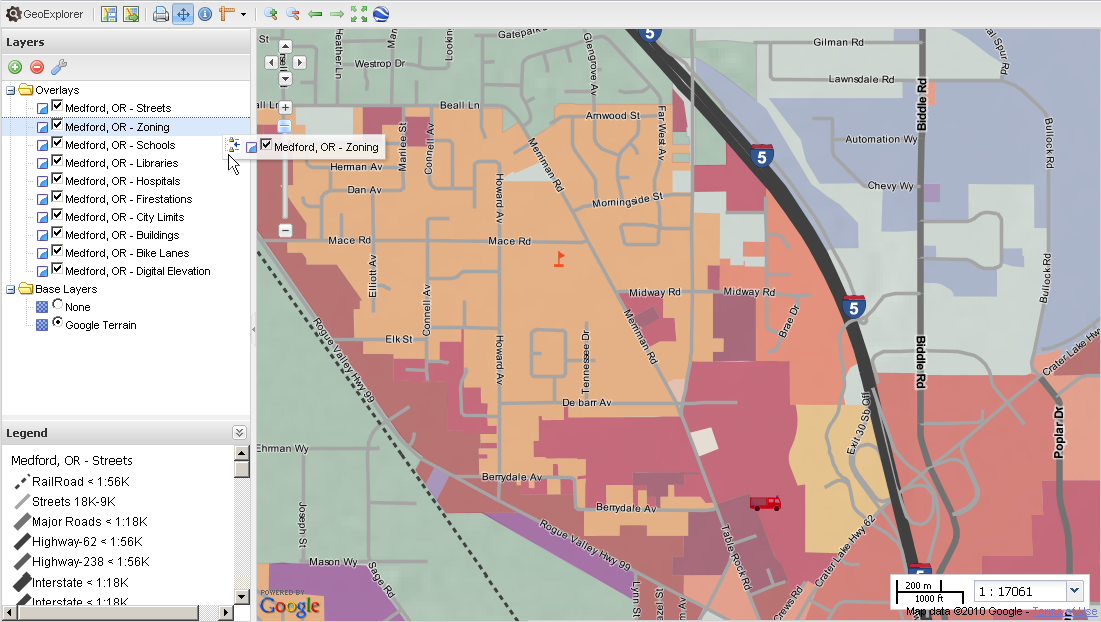 GeoExplorer
Layers
Overlays
Medford, OR - Streets
Medford, OR - Zoning
Medford, OR - Schools
Medford, OR - Libraries
Medford, OR - Hospitals
Medford, OR - Firestations
Medford, OR - City Limits
Medford, OR - Buildings
Medford, OR - Bike Lanes
Medford, OR - Digital Elevation
Base Layers
None
Google Terrain
Medford, OR - Zoning
Legend
Medford, OR - Streets
RailRoad < 1:56K
Streets 18K-9K
Major Roads < 1:18K
Highway-62 < 1:56K
Highway-238 < 1:56K
Interstate < 1:18K
Interstate < 1:18K
St
Heather Ln
Westrop Dr
Gatepark
Glengrove Av
5
Gilman Rd
Lawnsdale Rd
Biddle Rd
Beall Ln
Amwood St
Far West Av
Marilee St
Connell Av
Merriman Rd
5
Automation Wy
Bullock Rd
Herman Av
Dan Av
Howard Av
Morningside St
Chevy Wy
Mace Rd
Mace Rd
Elliott Av
Connell Av
Midway Rd
Midway Rd
Brae Dr
5
Bullock Rd
Rogue Valley Hwy 99
Elk St
Howard Av
Tennessee Dr
Merriman Rd
Biddle Rd
Crater Lake Hw
De barr Av
Exit 30 Sb Off
Poplar Dr
Ehman Wy
Berrydale Av
Berrydale Av
Joseph St
Rogue Valley Hwy 99
Table Rock Rd
Crater Lake Hwy 62
Mason Wy
Sage Rd
Lynn St
Crews Rd
5
POWERED BY
Google
200 m
1000 ft
1 : 17061
Map data ©2010 Google - Terms of Use